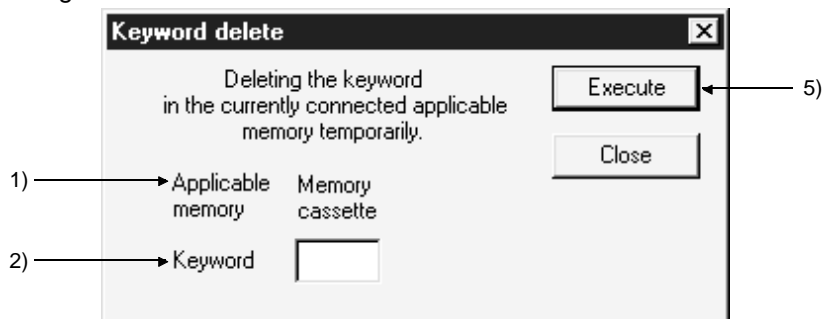 Keyword delete
Deleting the keyword
in the currently connected applicable
memory temporarily.
Execute
5)
Close
1)
Applicable Memory
memory cassette
2)
Keyword